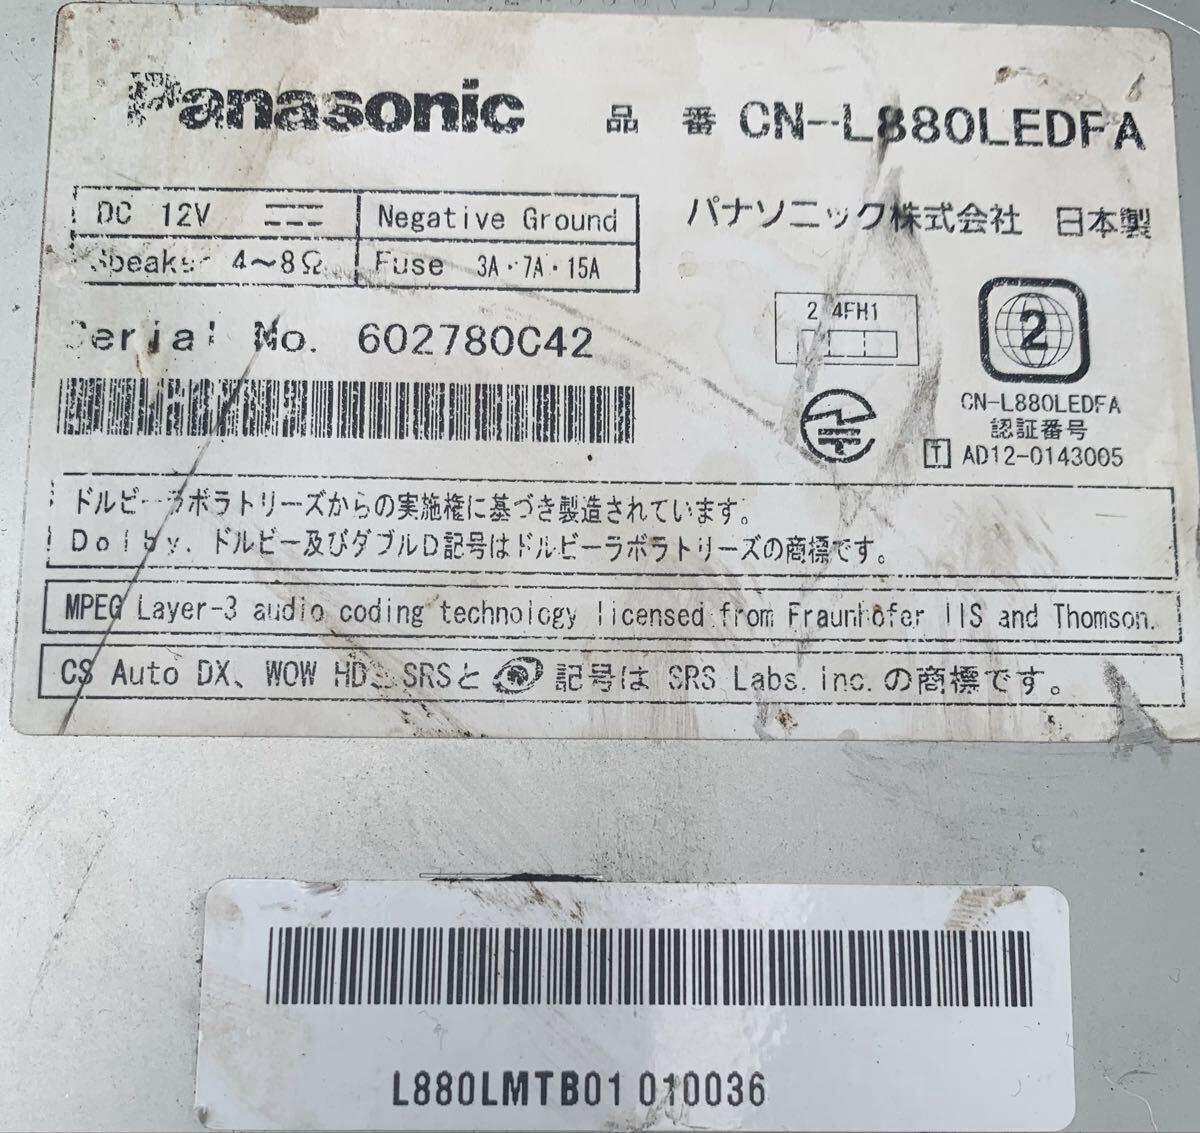 Panasonic 品番 CN-L880LEDFA
DC 12V Negative Ground
Speaker 4~8Ω Fuse 3A・7A・15A
パナソニック株式会社 日本製
Serial No. 602780C42
2.4FH1
2
CN-L880LEDFA
認証番号
T AD12-0143005
ドルビーラボラトリーズからの実施権に基づき製造されています。
Dolby、ドルビー及びダブルD記号はドルビーラボラトリーズの商標です。
MPEG Layer-3 audio coding technology licensed from Fraunhofer IIS and Thomson.
CS Auto DX、WOW HD、SRSと 記号は SRS Labs, inc.の商標です。
L880LMTB01 010036